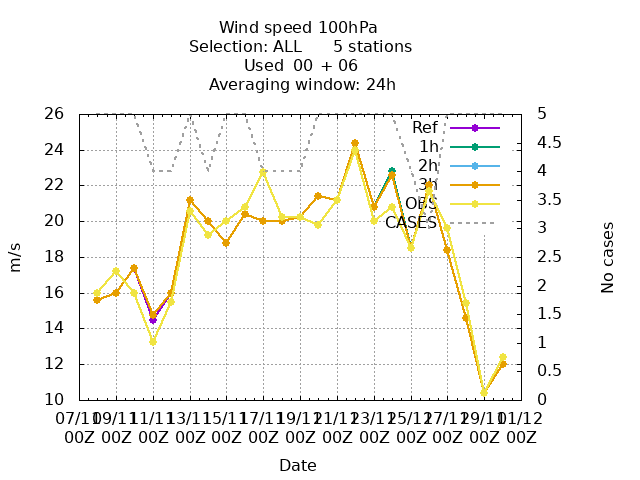 Wind speed 100hPa
Selection: ALL 5 stations
Used 00 + 06
Averaging window: 24h
26
24
22
20
18
16
14
12
10
m/s
5
4.5
4
3.5
3
2.5
2
1.5
1
0.5
0
No cases
Ref
1h
2h
3h
OBS
CASES
07/11 09/11 11/11 13/11 15/11 17/11 19/11 21/11 23/11 25/11 27/11 29/11 01/12
00Z 00Z 00Z 00Z 00Z 00Z 00Z 00Z 00Z 00Z 00Z 00Z 00Z
Date